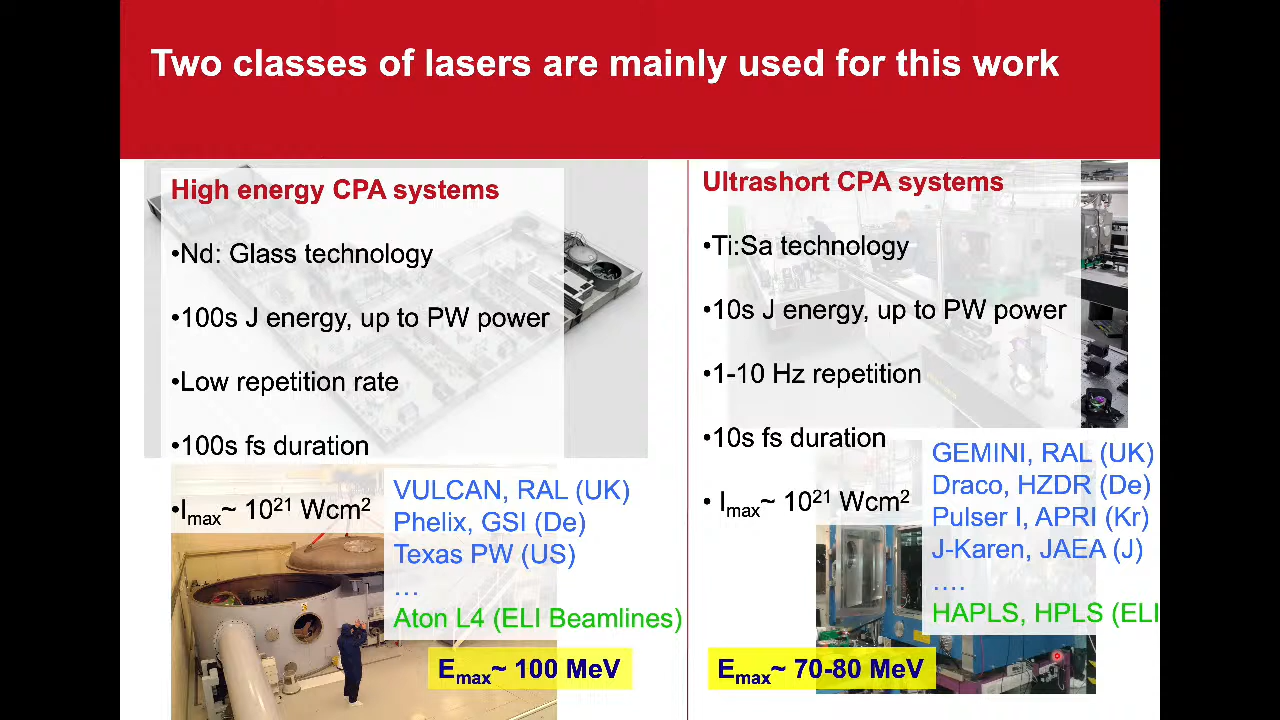 Two classes of lasers are mainly used for this work
High energy CPA systems
•Nd: Glass technology
•100s J energy, up to PW power
•Low repetition rate
•100s fs duration
•Imax~ 10²¹ Wcm²
VULCAN, RAL (UK)
Phelix, GSI (De)
Texas PW (US)
...
Aton L4 (ELI Beamlines)
Emax~ 100 MeV
Ultrashort CPA systems
•Ti:Sa technology
•10s J energy, up to PW power
•1-10 Hz repetition
•10s fs duration
• Imax~ 10²¹ Wcm²
GEMINI, RAL (UK)
Draco, HZDR (De)
Pulser I, APRI (Kr)
J-Karen, JAEA (J)
....
HAPLS, HPLS (ELI
Emax~ 70-80 MeV